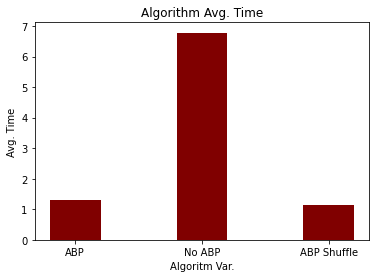 Algorithm Avg. Time
7
6
5
4
3
2
1
0
Avg. Time
ABP
No ABP
ABP Shuffle
Algoritm Var.